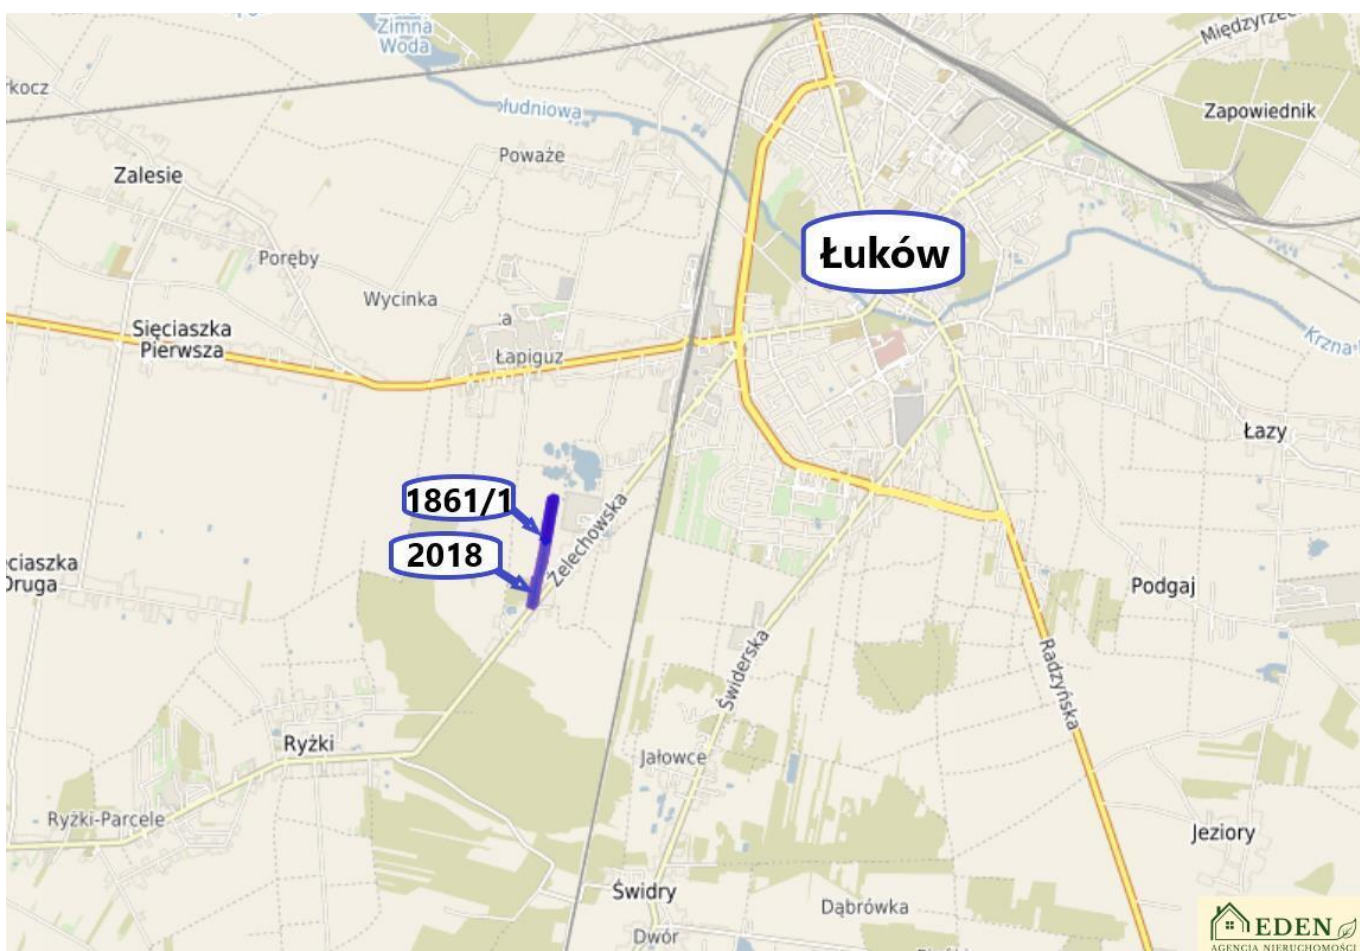 Zimna
Woda
Międzyrzec
rkocz
ołudniowa
Zapowiednik
Poważe
Zalesie
Łuków
Poręby
Wycinka
Sięciaszka
Pierwsza
Łapiguz
Krzna
Łazy
1861/1
Żelechowska
2018
ciaszka
Druga
Podgaj
Świderska
Radzyńska
Ryżki
Jałowce
Ryżki-Parcele
Jeziory
Świdry
Dąbrówka
Dwór
EDEN
AGENCJA NIERUCHOMOŚCI